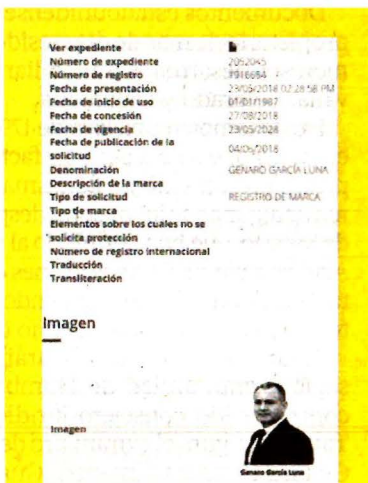 Ver expediente
Número de expediente 2052045
Número de registro 1916694
Fecha de presentación 23/05/2018 02:28:58 PM
Fecha de inicio de uso 01/01/1987
Fecha de concesión 27/08/2018
Fecha de vigencia 23/05/2028
Fecha de publicación de la
solicitud 04/06/2018
Denominación GENARO GARCÍA LUNA
Descripción de la marca
Tipo de solicitud REGISTRO DE MARCA
Tipo de marca
Elementos sobre los cuales no se
solicita protección
Número de registro internacional
Traducción
Transliteración
Imagen
Imagen
Genaro García Luna